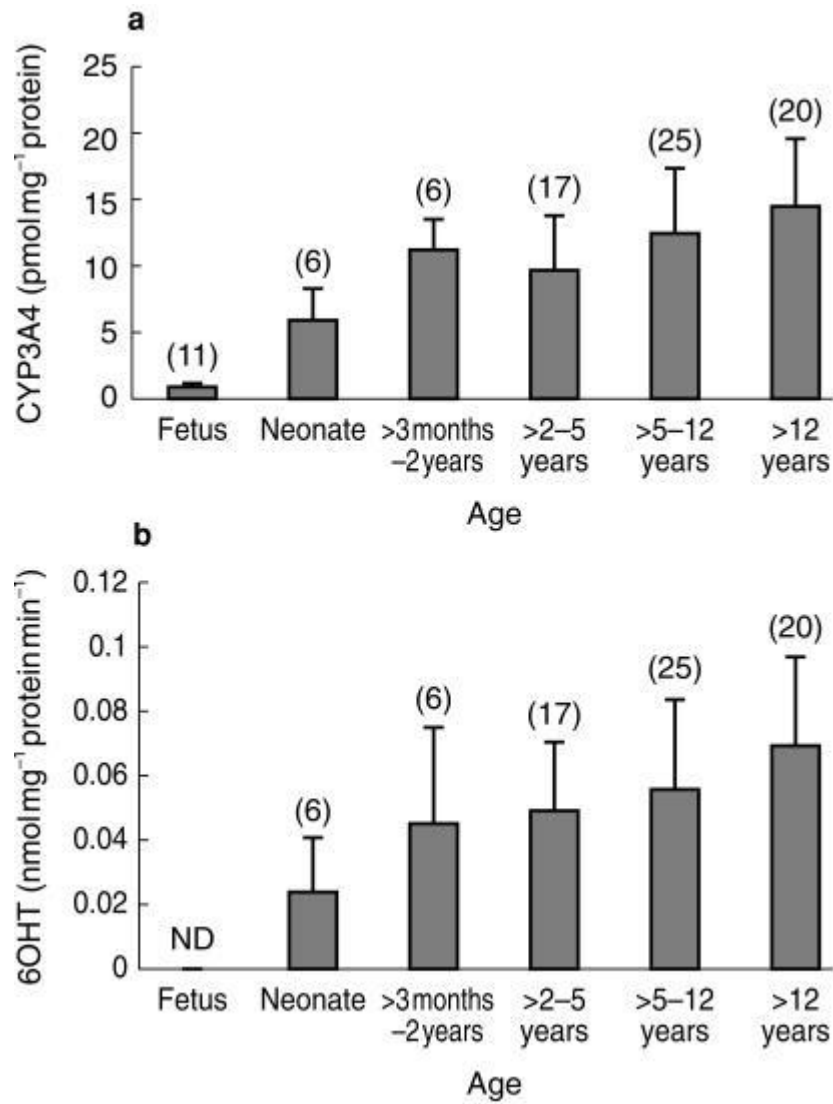 a
CYP3A4 (pmol mg⁻¹ protein)
25
20
15
10
5
0
(11)
(6)
(6)
(17)
(25)
(20)
Fetus
Neonate
>3 months
–2 years
>2–5
years
>5–12
years
>12
years
Age
b
6OHT (nmol mg⁻¹ protein min⁻¹)
0.12
0.1
0.08
0.06
0.04
0.02
0
ND
(6)
(6)
(17)
(25)
(20)
Fetus
Neonate
>3 months
–2 years
>2–5
years
>5–12
years
>12
years
Age